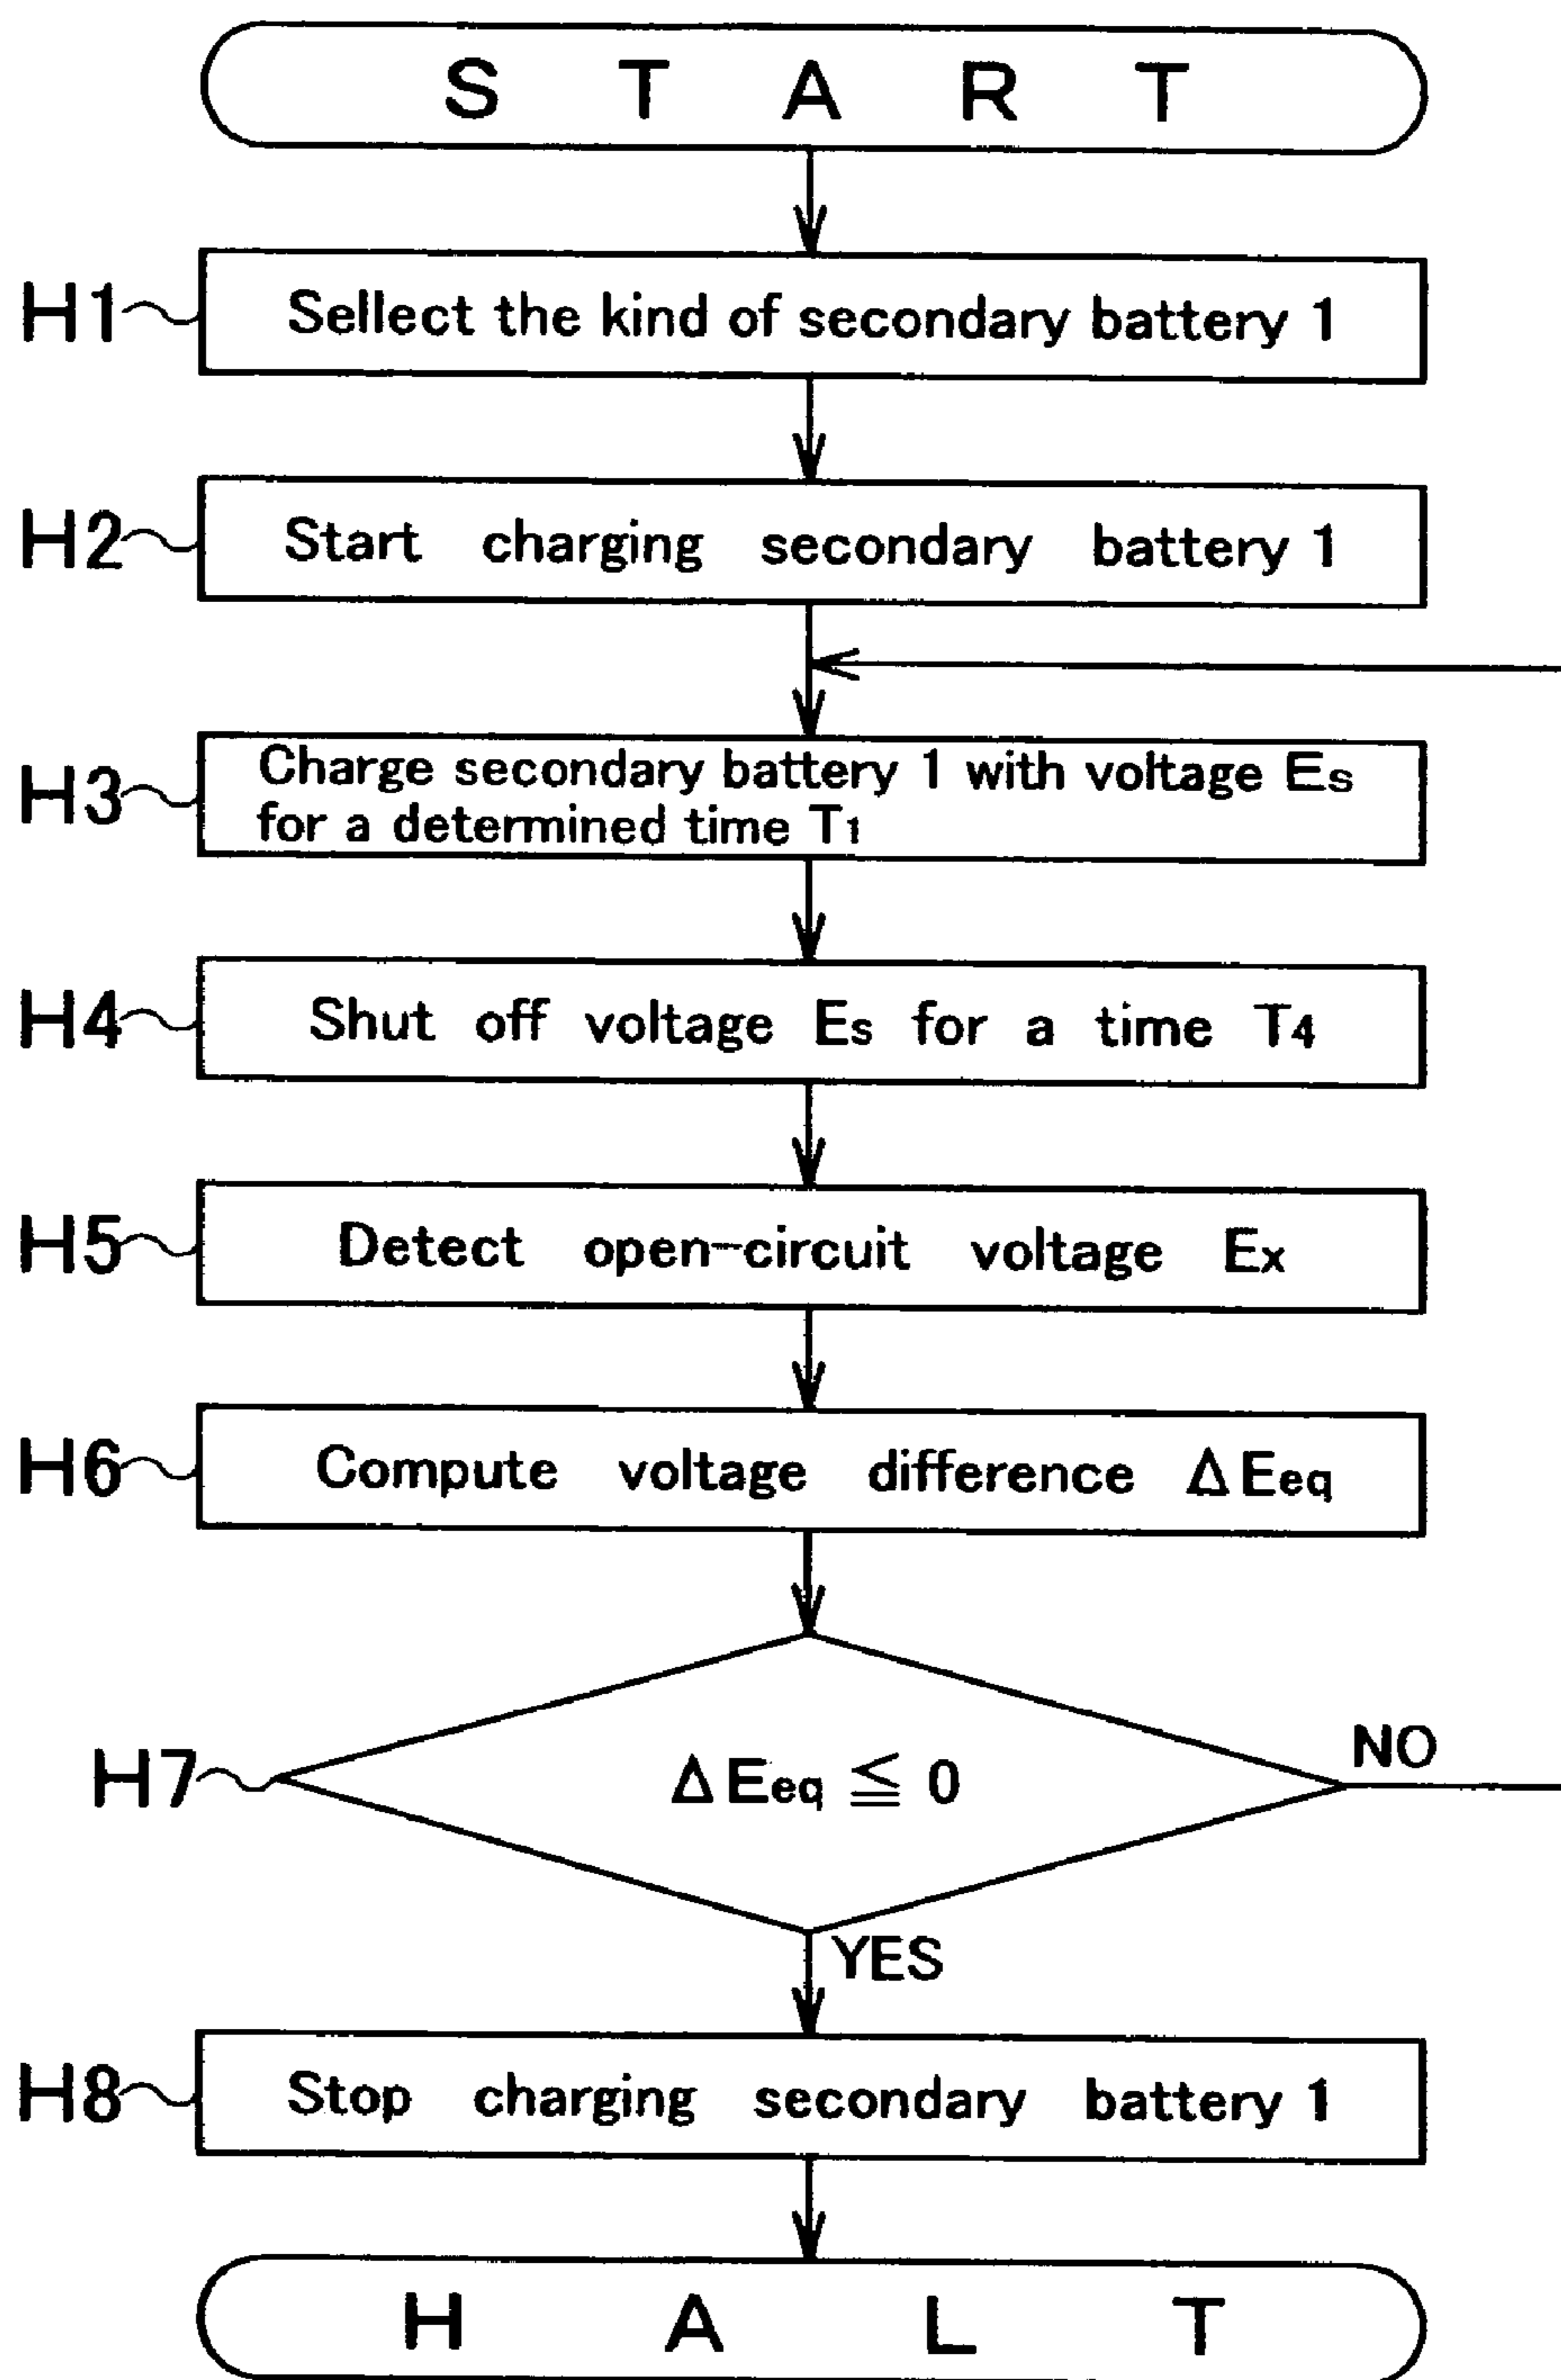 START
H1 Sellect the kind of secondary battery 1
H2 Start charging secondary battery 1
H3 Charge secondary battery 1 with voltage Es
for a determined time T1
H4 Shut off voltage Es for a time T4
H5 Detect open-circuit voltage Ex
H6 Compute voltage difference ΔEeq
NO
H7 ΔEeq ≦ 0
YES
H8 Stop charging secondary battery 1
HALT